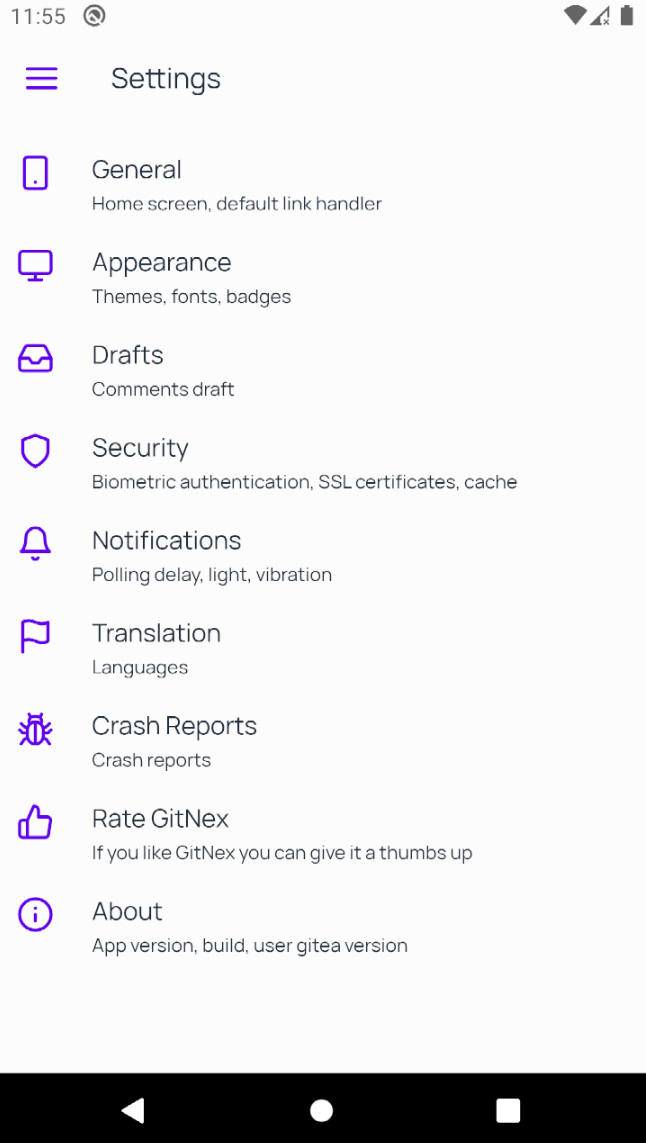 11:55
Settings
General
Home screen, default link handler
Appearance
Themes, fonts, badges
Drafts
Comments draft
Security
Biometric authentication, SSL certificates, cache
Notifications
Polling delay, light, vibration
Translation
Languages
Crash Reports
Crash reports
Rate GitNex
If you like GitNex you can give it a thumbs up
About
App version, build, user gitea version